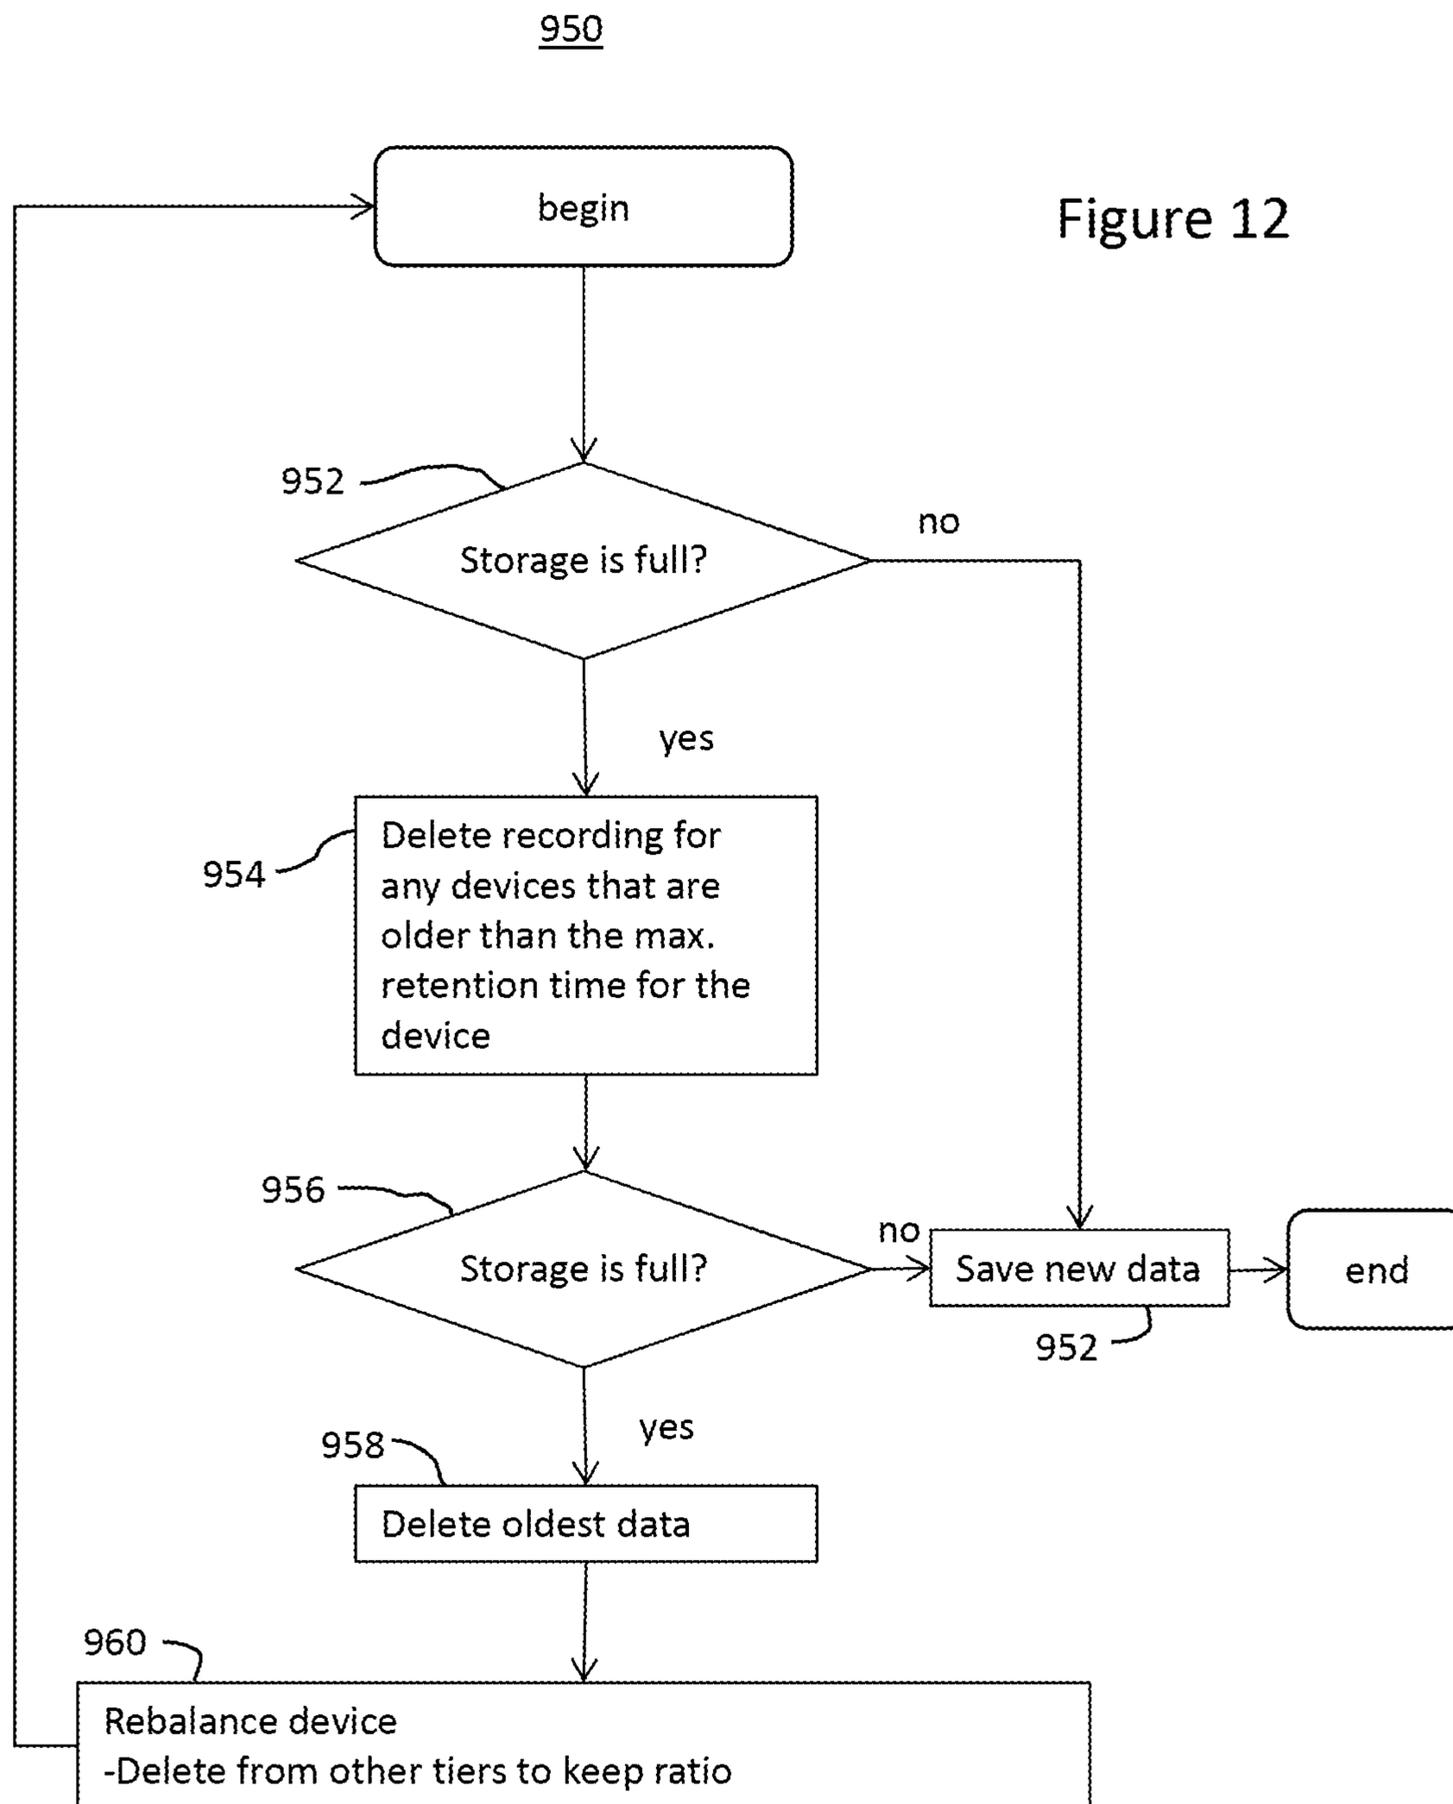 950
begin
Figure 12
952
Storage is full?
no
yes
954
Delete recording for
any devices that are
older than the max.
retention time for the
device
956
Storage is full?
no
Save new data
end
952
yes
958
Delete oldest data
960
Rebalance device
-Delete from other tiers to keep ratio